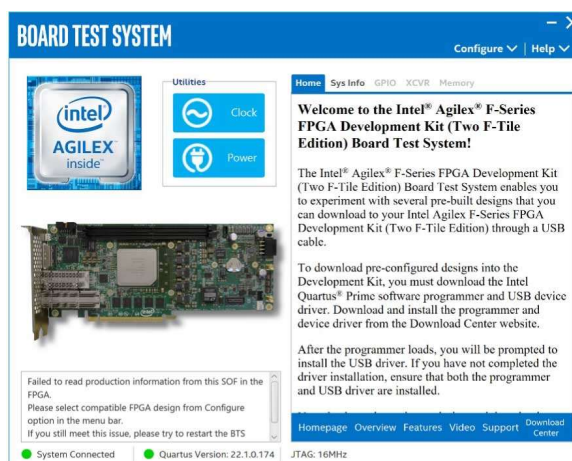 BOARD TEST SYSTEM
Configure
Help
intel
AGILEX
inside
Utilities
Clock
Power
Home Sys Info GPIO XCVR Memory
Welcome to the Intel® Agilex® F-Series
FPGA Development Kit (Two F-Tile
Edition) Board Test System!
The Intel® Agilex® F-Series FPGA Development Kit
(Two F-Tile Edition) Board Test System enables you
to experiment with several pre-built designs that you
can download to your Intel Agilex F-Series FPGA
Development Kit (Two F-Tile Edition) through a USB
cable.
To download pre-configured designs into the
Development Kit, you must download the Intel
Quartus® Prime software programmer and USB device
driver. Download and install the programmer and
device driver from the Download Center website.
After the programmer loads, you will be prompted to
install the USB driver. If you have not completed the
driver installation, ensure that both the programmer
and USB driver are installed.
Failed to read production information from this SOF in the
FPGA.
Please select compatible FPGA design from Configure
option in the menu bar.
If you still meet this issue, please try to restart the BTS
Homepage Overview Features Video Support Download
Center
System Connected
Quartus Version: 22.1.0.174
JTAG: 16MHz